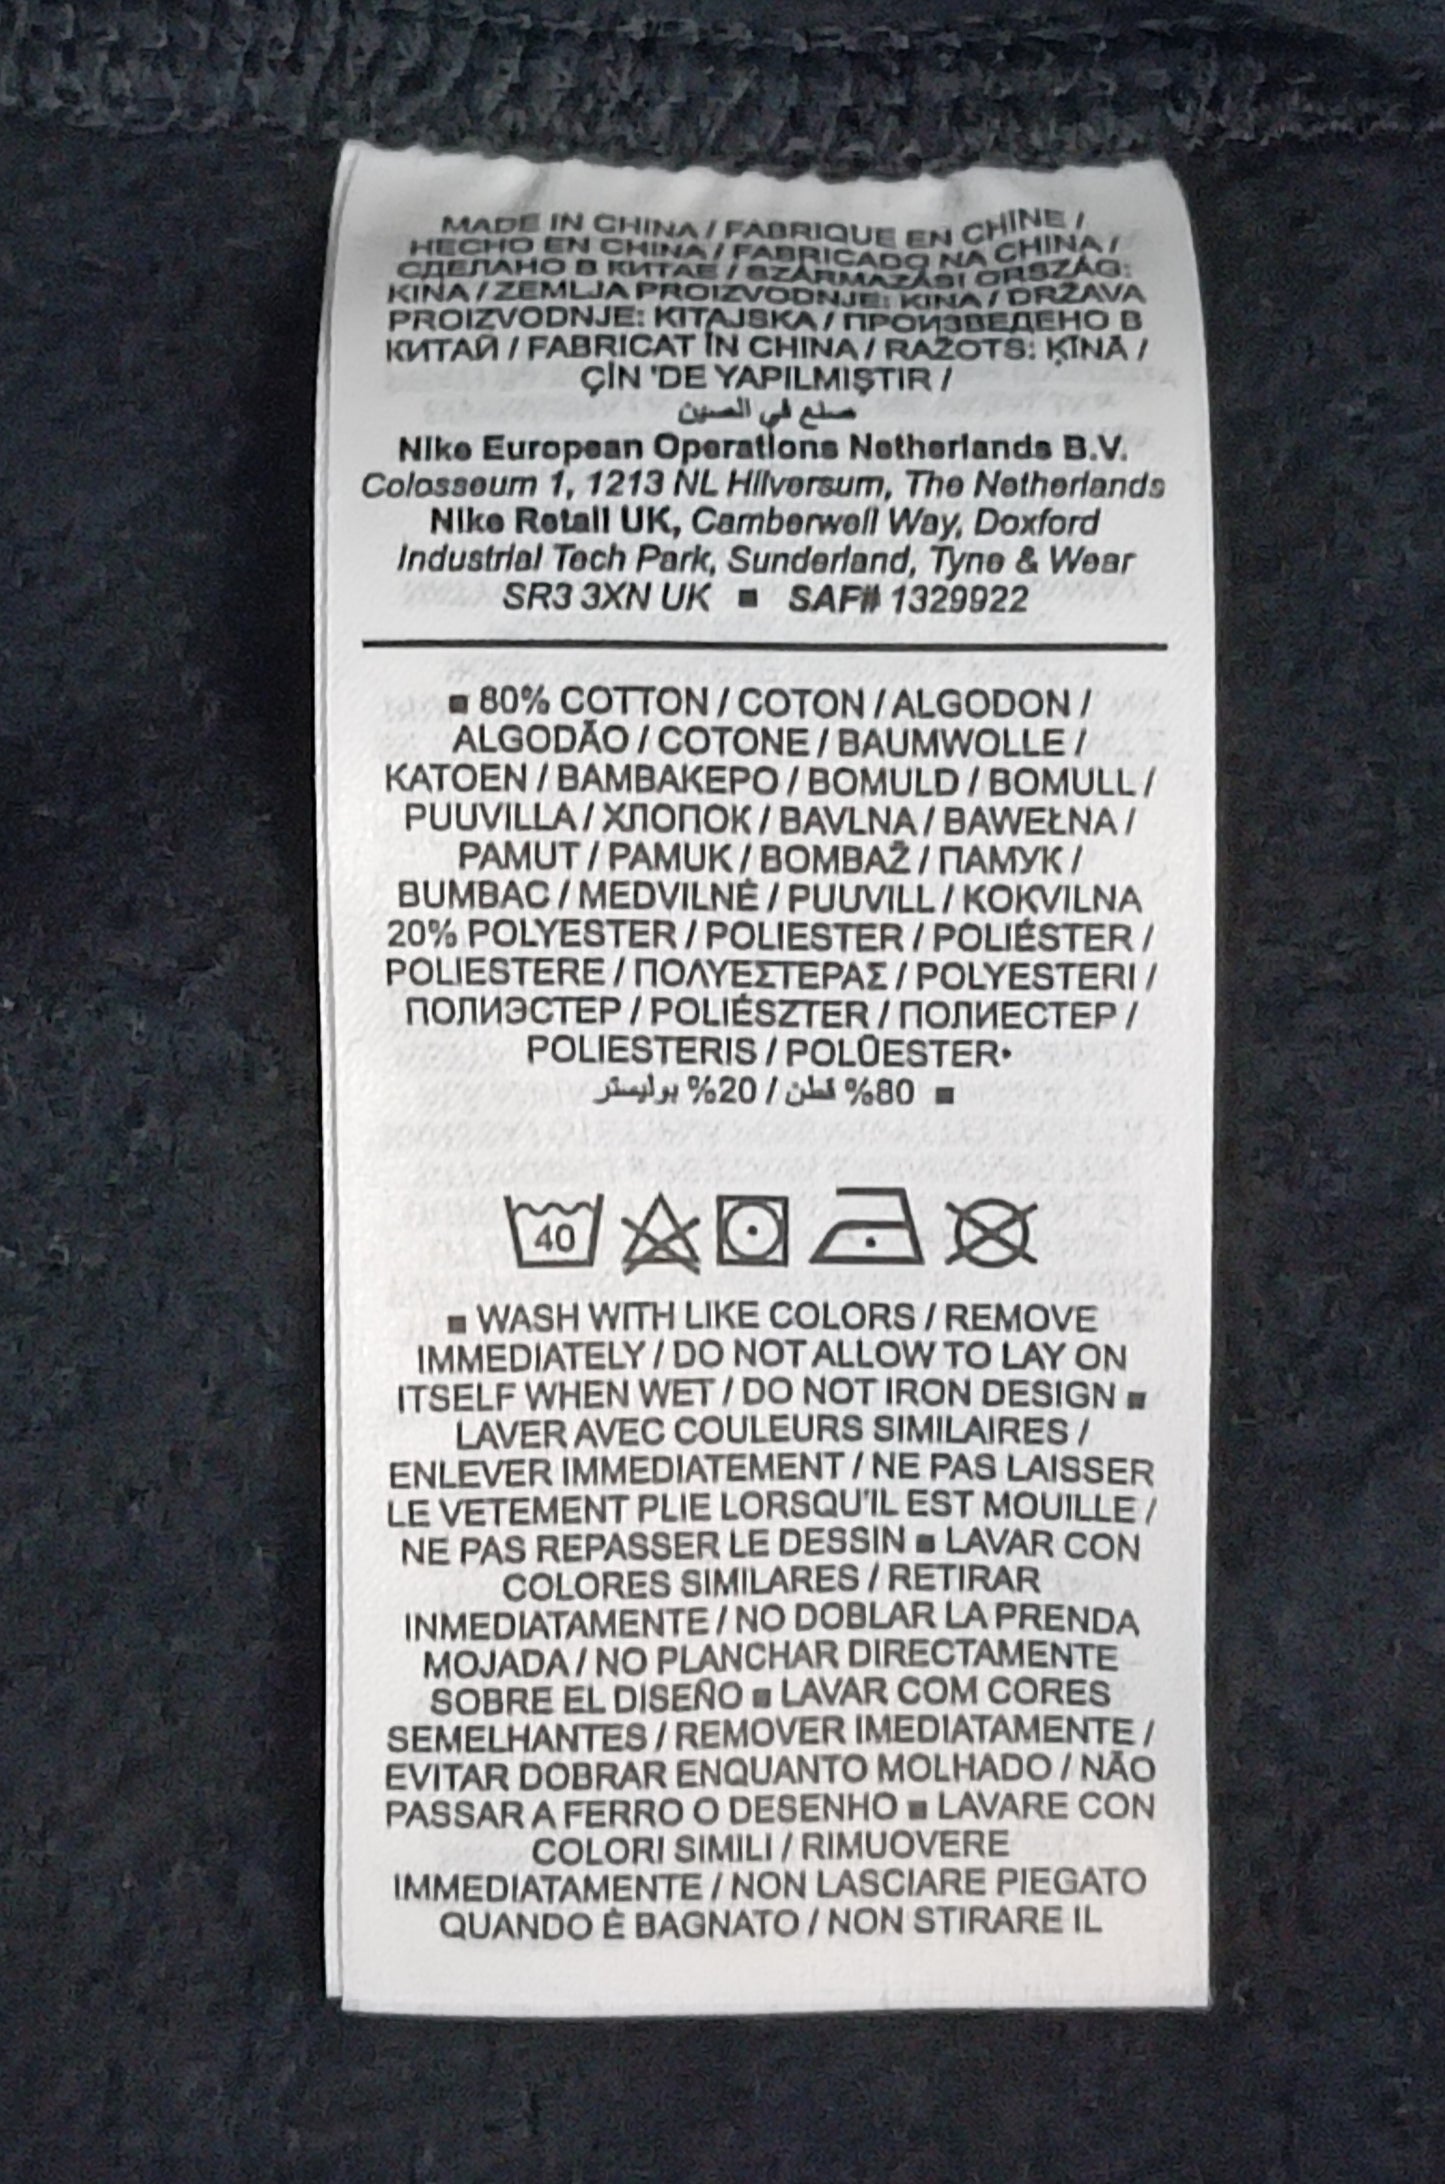 MADE IN CHINA / FABRIQUE EN CHINE /
HECHO EN CHINA / FABRICADO NA CHINA /
СДЕЛАНО В КИТАЕ / SZÁRMAZÁSI ORSZÁG:
KINA / ZEMLJA PROIZVODNJE: KINA / DRŽAVA
PROIZVODNJE: KITAJSKA / ПРОИЗВЕДЕНО В
КИТАЙ / FABRICAT ÎN CHINA / RAŽOTS: ĶĪNĀ /
ÇİN 'DE YAPILMIŞTIR /
صنع في الصين
Nike European Operations Netherlands B.V.
Colosseum 1, 1213 NL Hilversum, The Netherlands
Nike Retail UK, Camberwell Way, Doxford
Industrial Tech Park, Sunderland, Tyne & Wear
SR3 3XN UK ■ SAF# 1329922
■ 80% COTTON / COTON / ALGODON /
ALGODÃO / COTONE / BAUMWOLLE /
KATOEN / ΒΑΜΒΑΚΕΡΟ / BOMULD / BOMULL /
PUUVILLA / ХЛОПОК / BAVLNA / BAWEŁNA /
PAMUT / PAMUK / BOMBAŽ / ПАМУК /
BUMBAC / MEDVILNĖ / PUUVILL / KOKVILNA
20% POLYESTER / POLIESTER / POLIÉSTER /
POLIESTERE / ΠΟΛΥΕΣΤΕΡΑΣ / POLYESTERI /
ПОЛИЭСТЕР / POLIÉSZTER / ПОЛИЕСТЕР /
POLIESTERIS / POLÜESTER•
■ 80% قطن / 20% بوليستر
40
■ WASH WITH LIKE COLORS / REMOVE
IMMEDIATELY / DO NOT ALLOW TO LAY ON
ITSELF WHEN WET / DO NOT IRON DESIGN ■
LAVER AVEC COULEURS SIMILAIRES /
ENLEVER IMMEDIATEMENT / NE PAS LAISSER
LE VETEMENT PLIE LORSQU'IL EST MOUILLE /
NE PAS REPASSER LE DESSIN ■ LAVAR CON
COLORES SIMILARES / RETIRAR
INMEDIATAMENTE / NO DOBLAR LA PRENDA
MOJADA / NO PLANCHAR DIRECTAMENTE
SOBRE EL DISEÑO ■ LAVAR COM CORES
SEMELHANTES / REMOVER IMEDIATAMENTE /
EVITAR DOBRAR ENQUANTO MOLHADO / NÃO
PASSAR A FERRO O DESENHO ■ LAVARE CON
COLORI SIMILI / RIMUOVERE
IMMEDIATAMENTE / NON LASCIARE PIEGATO
QUANDO È BAGNATO / NON STIRARE IL